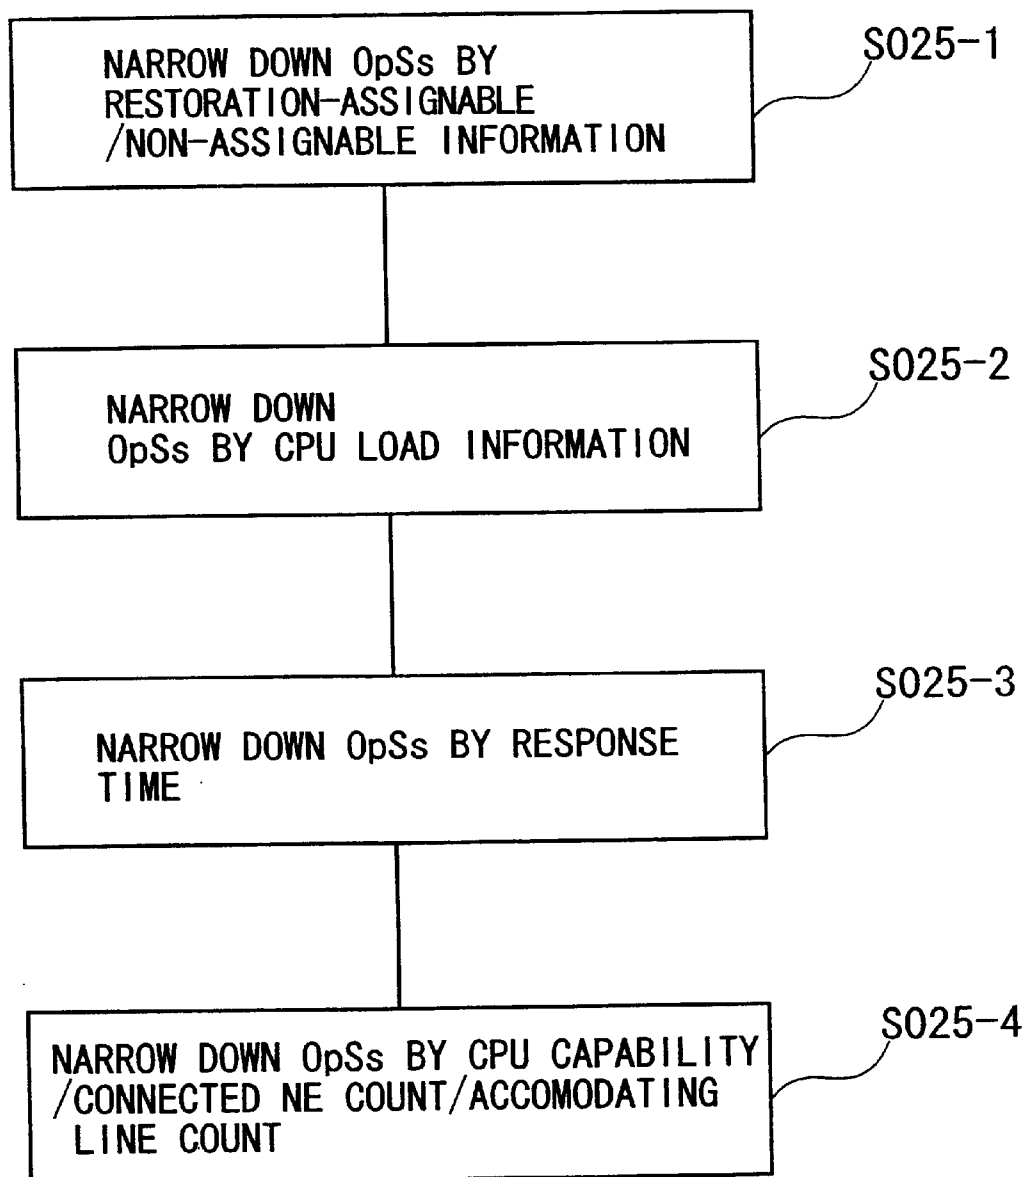 NARROW DOWN OpSs BY
RESTORATION-ASSIGNABLE
/NON-ASSIGNABLE INFORMATION
S025-1
NARROW DOWN
OpSs BY CPU LOAD INFORMATION
S025-2
NARROW DOWN OpSs BY RESPONSE
TIME
S025-3
NARROW DOWN OpSs BY CPU CAPABILITY
/CONNECTED NE COUNT/ACCOMODATING
LINE COUNT
S025-4